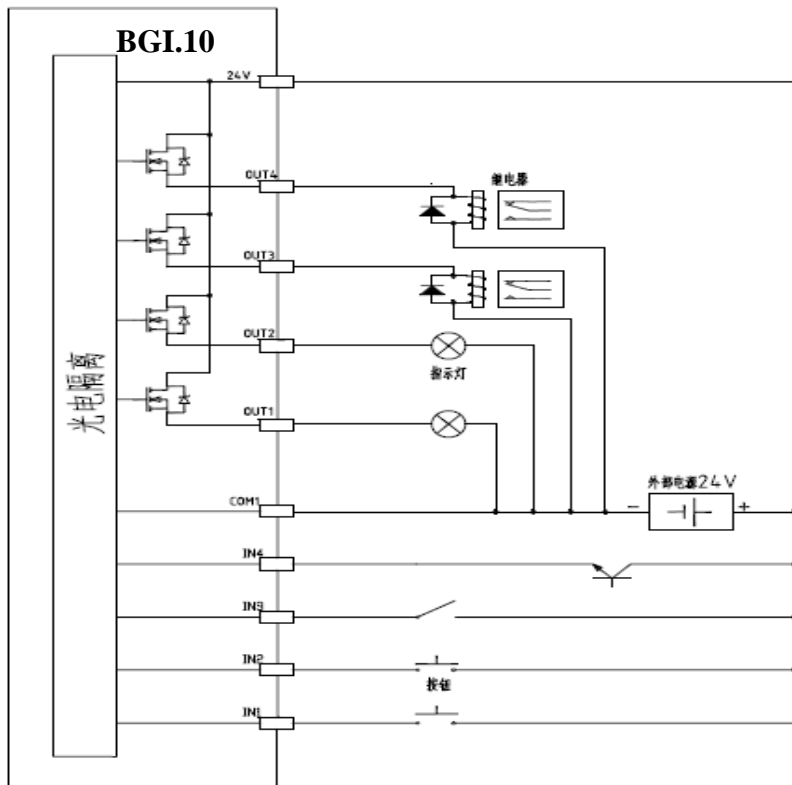 BGI.10
24V
OUT4
继电器
OUT3
OUT2
指示灯
光电隔离
OUT1
外部电源24V
COM1
- +
IN4
IN3
IN2
按钮
IN1